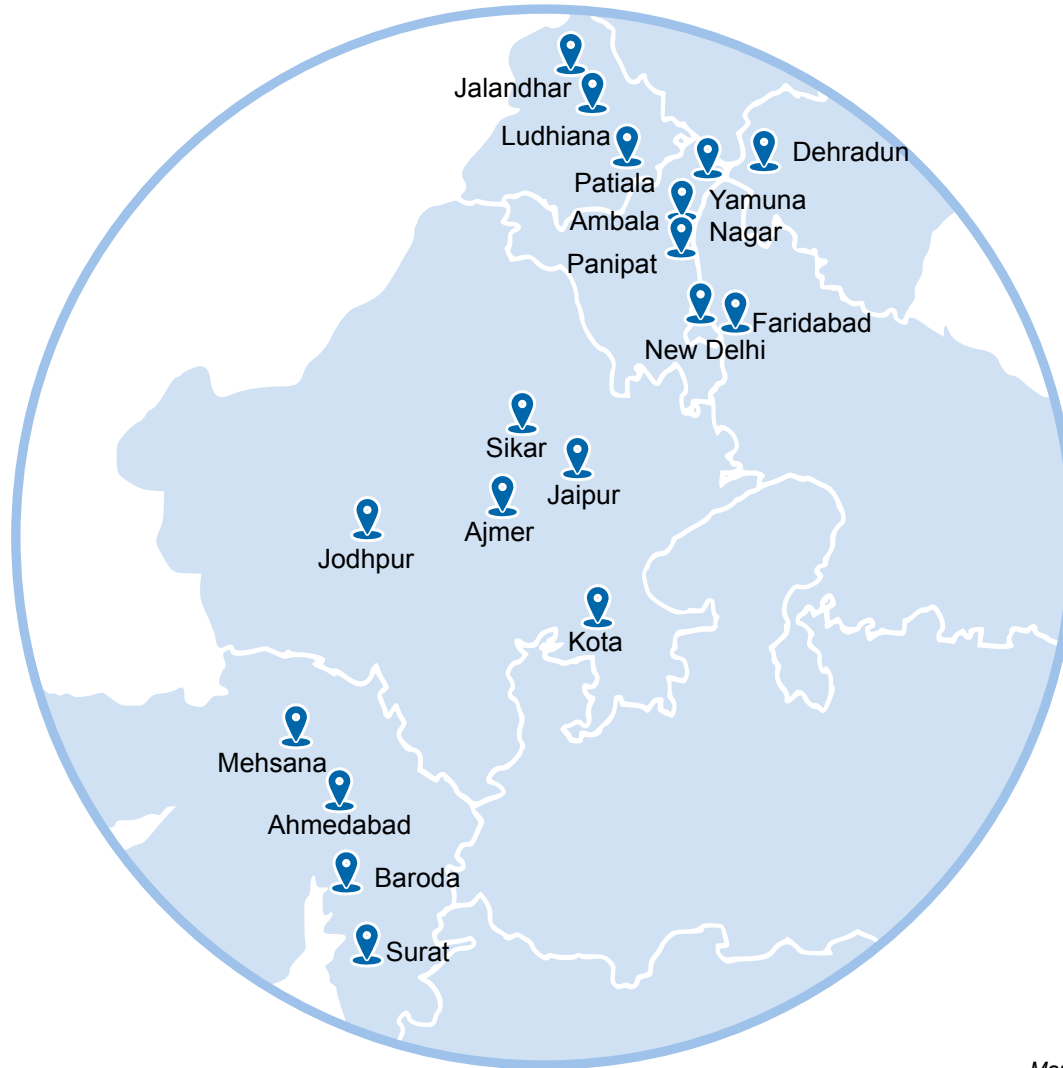 Jalandhar
Ludhiana
Dehradun
Patiala
Yamuna
Nagar
Ambala
Panipat
Faridabad
New Delhi
Sikar
Jaipur
Ajmer
Jodhpur
Kota
Mehsana
Ahmedabad
Baroda
Surat